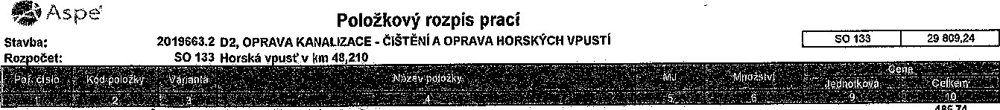 Aspe
Položkový rozpis prací
Stavba: 2019663.2 D2, OPRAVA KANALIZACE - ČIŠTĚNÍ A OPRAVA HORSKÝCH VPUSTÍ SO 133 29 809,24
Rozpočet: SO 133 Horská vpusť v km 48,210
Poř. číslo Kód položky Varianta Název položky MJ Množství Cena
Jednotková Celkem
1 2 3 4 5 6 9 10
486,74